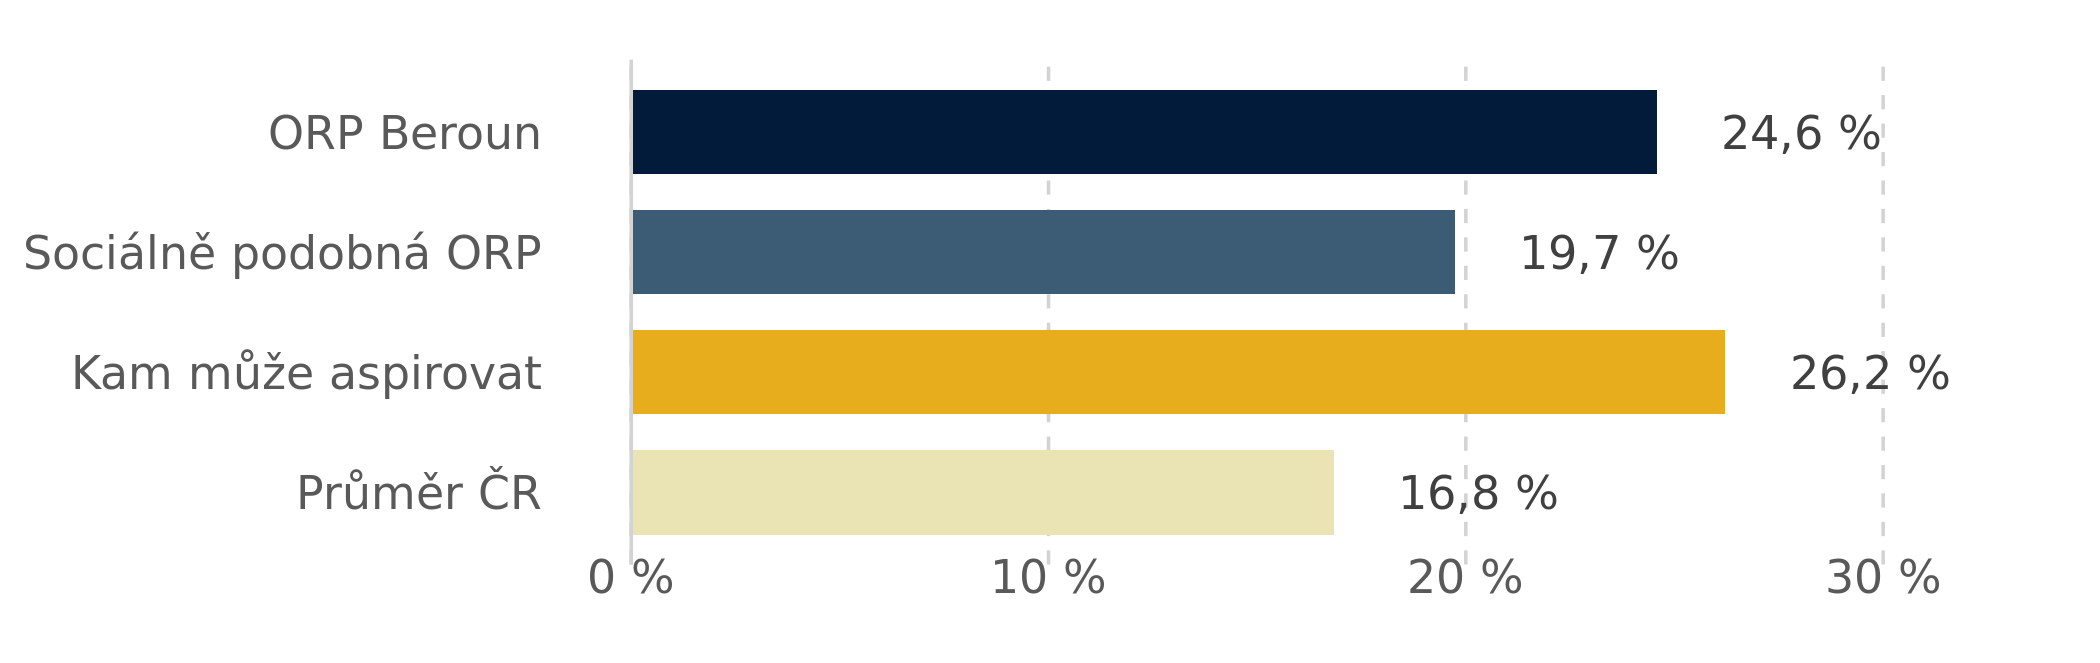 ORP Beroun 24,6 %
Sociálně podobná ORP 19,7 %
Kam může aspirovat 26,2 %
Průměr ČR 16,8 %
0 % 10 % 20 % 30 %